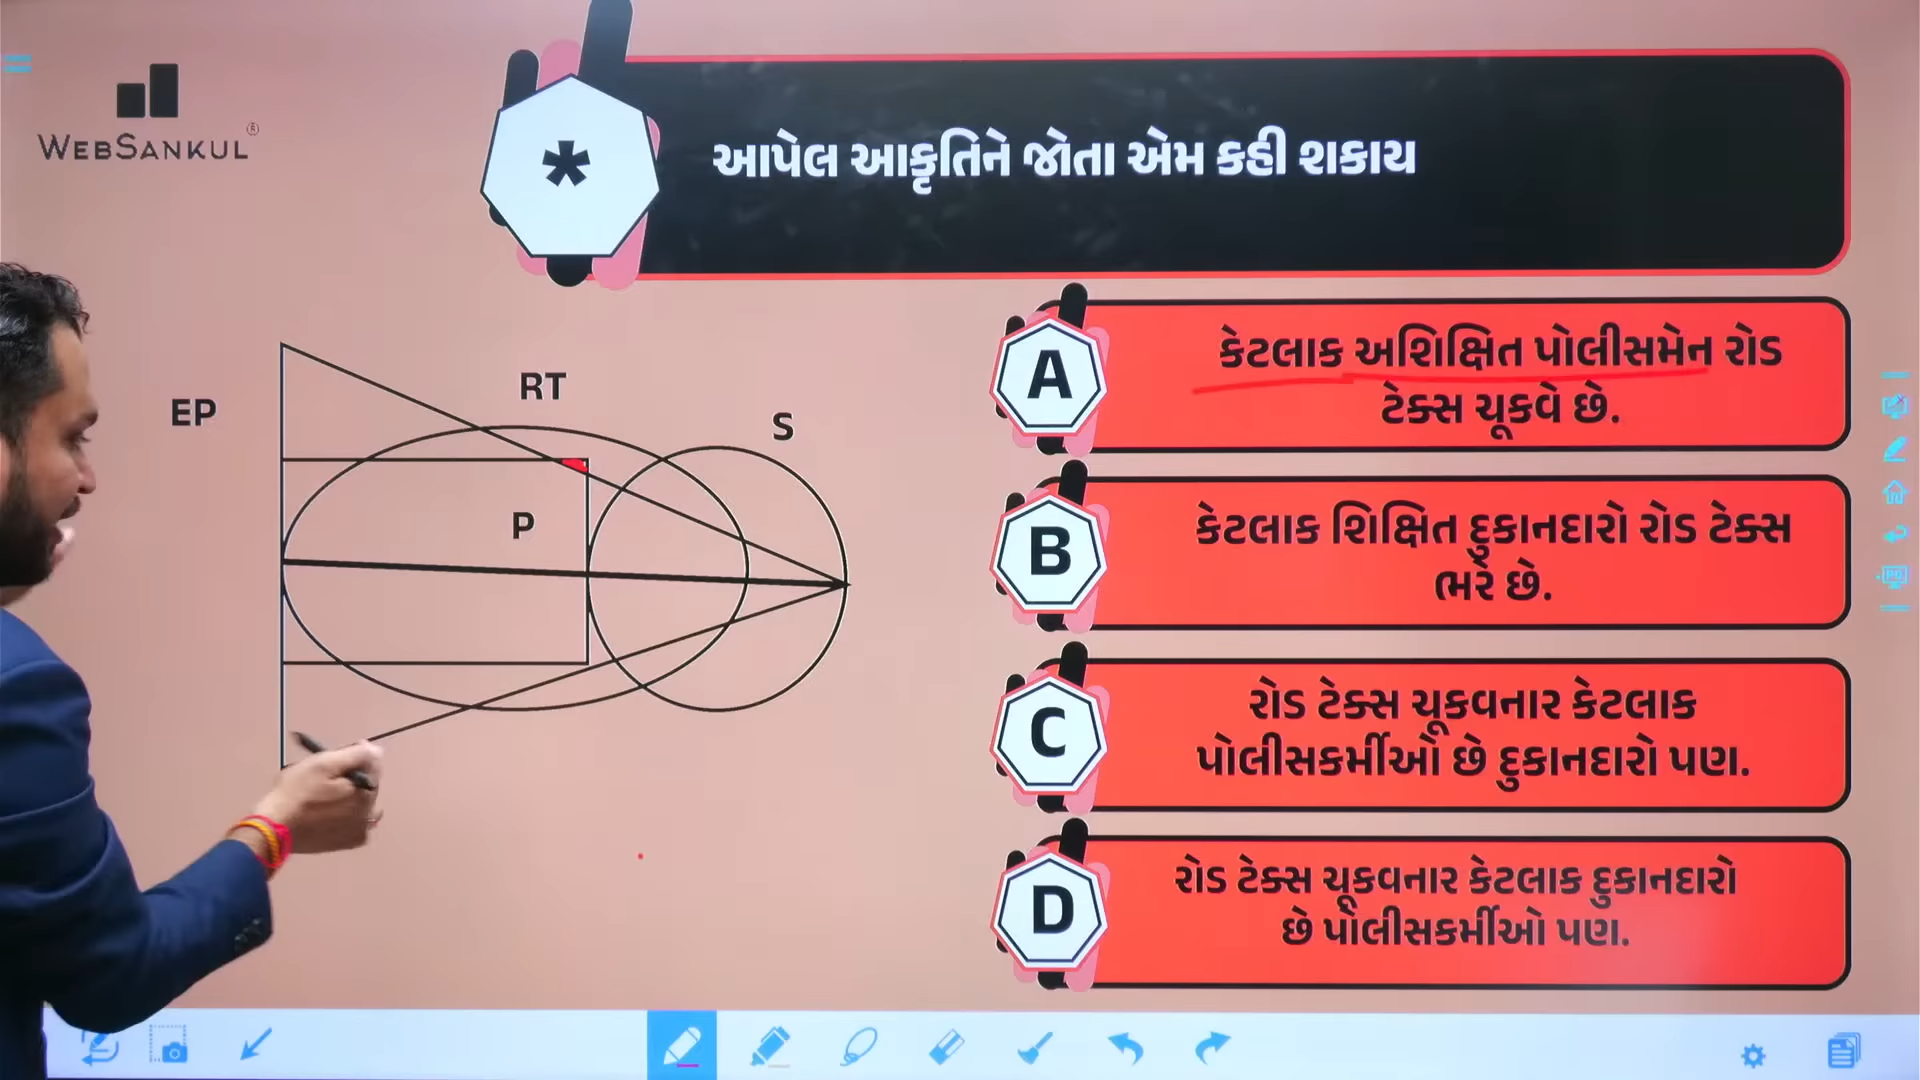 WEBSANKUL®
*
આપેલ આકૃતિને જોતા એમ કહી શકાય
EP
RT
S
P
A
કેટલાક અશિક્ષિત પોલીસમેન રોડ
ટેક્સ ચૂકવે છે.
B
કેટલાક શિક્ષિત દુકાનદારો રોડ ટેક્સ
ભરે છે.
C
રોડ ટેક્સ ચૂકવનાર કેટલાક
પોલીસકર્મીઓ છે દુકાનદારો પણ.
D
રોડ ટેક્સ ચૂકવનાર કેટલાક દુકાનદારો
છે પોલીસકર્મીઓ પણ.